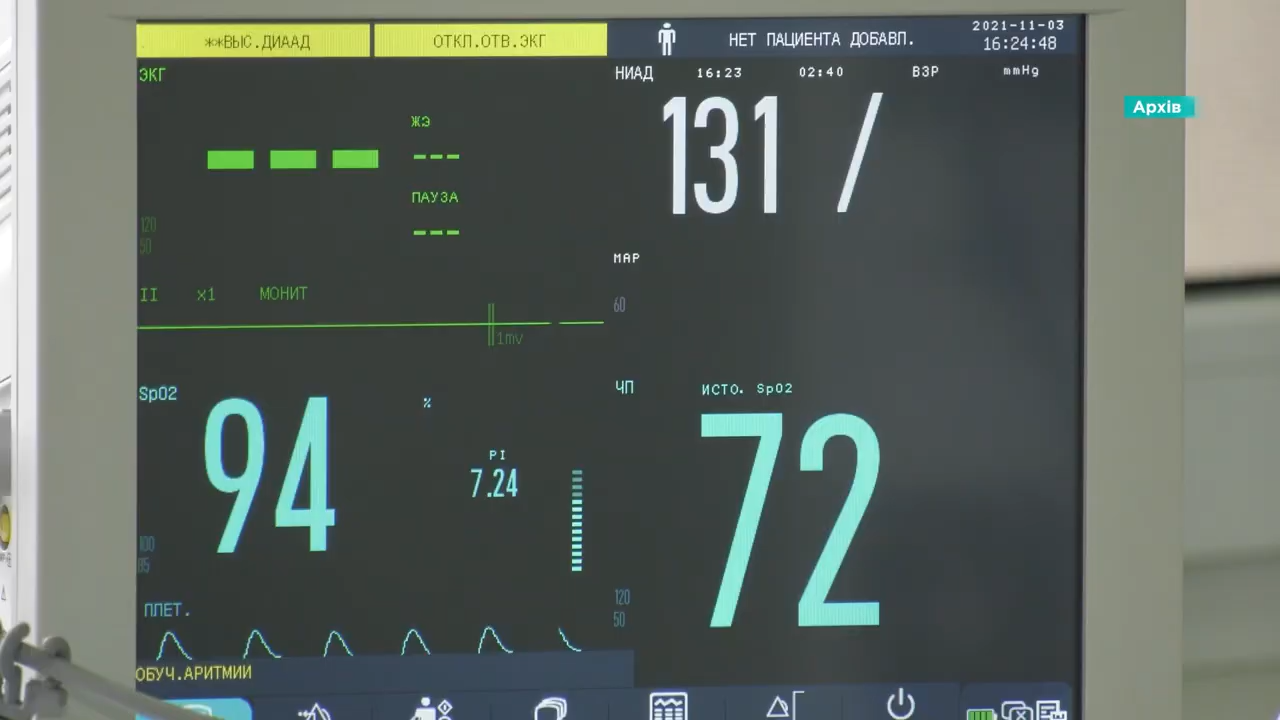 **ВЫС.ДИААД
ОТКЛ.ОТВ.ЭКГ
НЕТ ПАЦИЕНТА ДОБАВЛ.
2021-11-03
16:24:48
ЭКГ
НИАД 16:23 02:40 ВЗР mmHg
131 /
Архів
ЖЭ
---
---
ПАУЗА
---
120
50
МАР
60
II x1 МОНИТ
1mv
SpO2
94
%
PI
7.24
100
85
ЧП
ИСТО. SpO2
72
120
50
ПЛЕТ.
ОБУЧ.АРИТМИИ